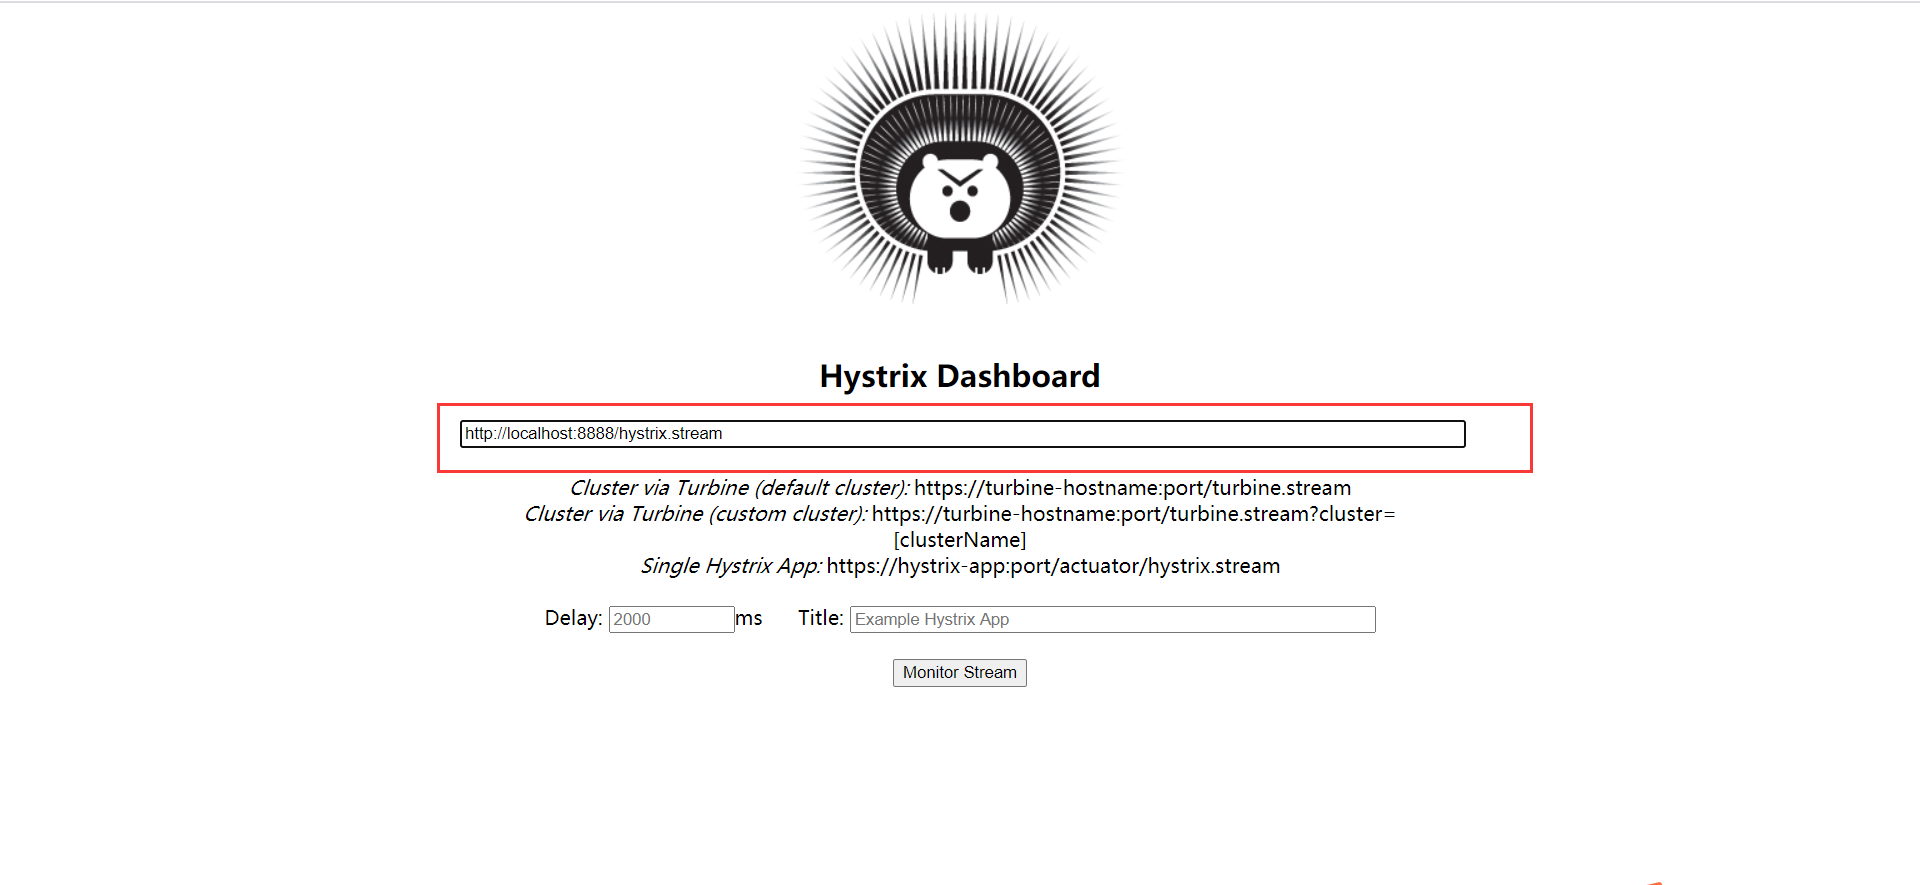 Hystrix Dashboard
http://localhost:8888/hystrix.stream
Cluster via Turbine (default cluster): https://turbine-hostname:port/turbine.stream
Cluster via Turbine (custom cluster): https://turbine-hostname:port/turbine.stream?cluster=
[clusterName]
Single Hystrix App: https://hystrix-app:port/actuator/hystrix.stream
Delay: 2000 ms Title: Example Hystrix App
Monitor Stream